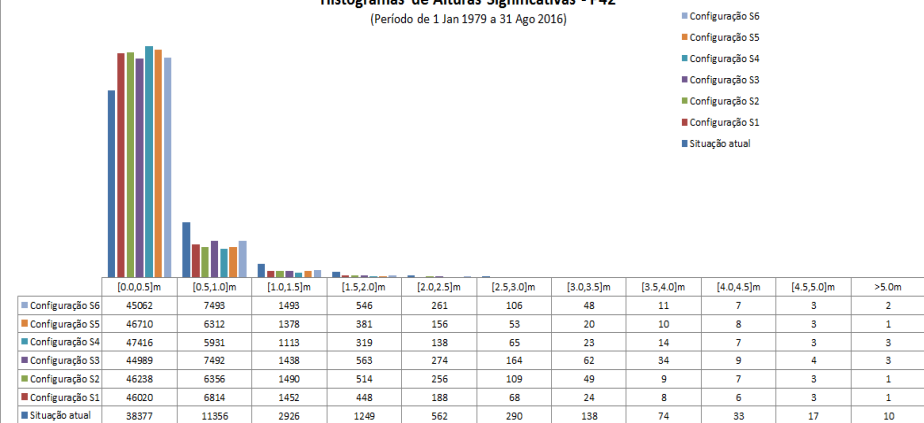 Histogramas de Alturas Significativas - P42
(Período de 1 Jan 1979 a 31 Ago 2016)
Configuração S6
Configuração S5
Configuração S4
Configuração S3
Configuração S2
Configuração S1
Situação atual
[0.0,0.5]m [0.5,1.0]m [1.0,1.5]m [1.5,2.0]m [2.0,2.5]m [2.5,3.0]m [3.0,3.5]m [3.5,4.0]m [4.0,4.5]m [4.5,5.0]m >5.0m
Configuração S6 45062 7493 1493 546 261 106 48 11 7 3 2
Configuração S5 46710 6312 1378 381 156 53 20 10 8 3 1
Configuração S4 47416 5931 1113 319 138 65 23 14 7 3 3
Configuração S3 44989 7492 1438 563 274 164 62 34 9 4 3
Configuração S2 46238 6356 1490 514 256 109 49 9 7 3 1
Configuração S1 46020 6814 1452 448 188 68 24 8 6 3 1
Situação atual 38377 11356 2926 1249 562 290 138 74 33 17 10